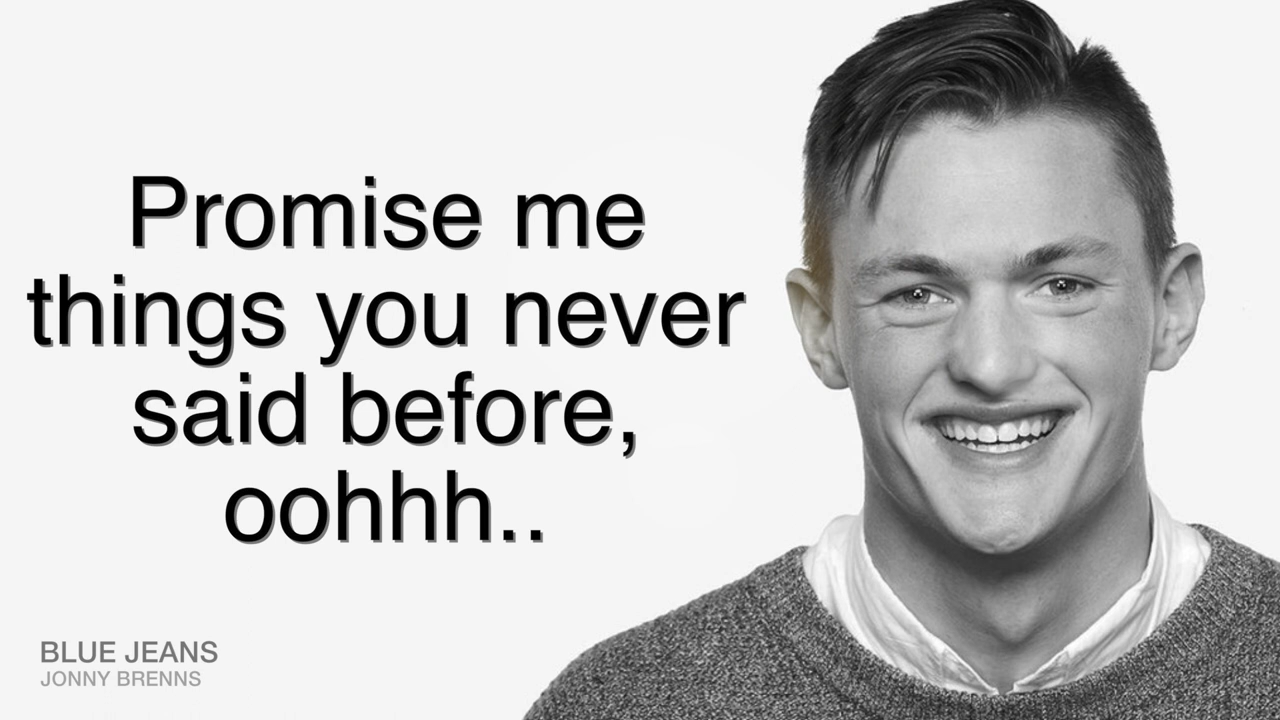 Promise me
things you never
said before,
oohhh..
BLUE JEANS
JONNY BRENNS